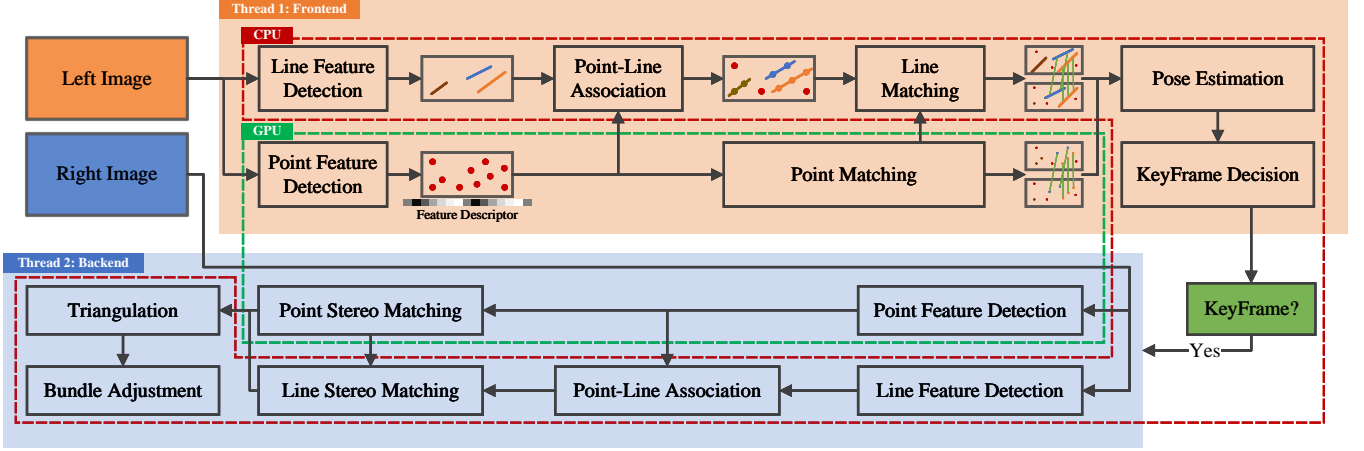 Thread 1: Frontend
CPU
Left Image
Line Feature
Detection
Point-Line
Association
Line
Matching
Pose Estimation
GPU
Right Image
Point Feature
Detection
Feature Descriptor
Point Matching
KeyFrame Decision
Thread 2: Backend
Triangulation
Point Stereo Matching
Point Feature Detection
KeyFrame?
Yes
Bundle Adjustment
Line Stereo Matching
Point-Line Association
Line Feature Detection